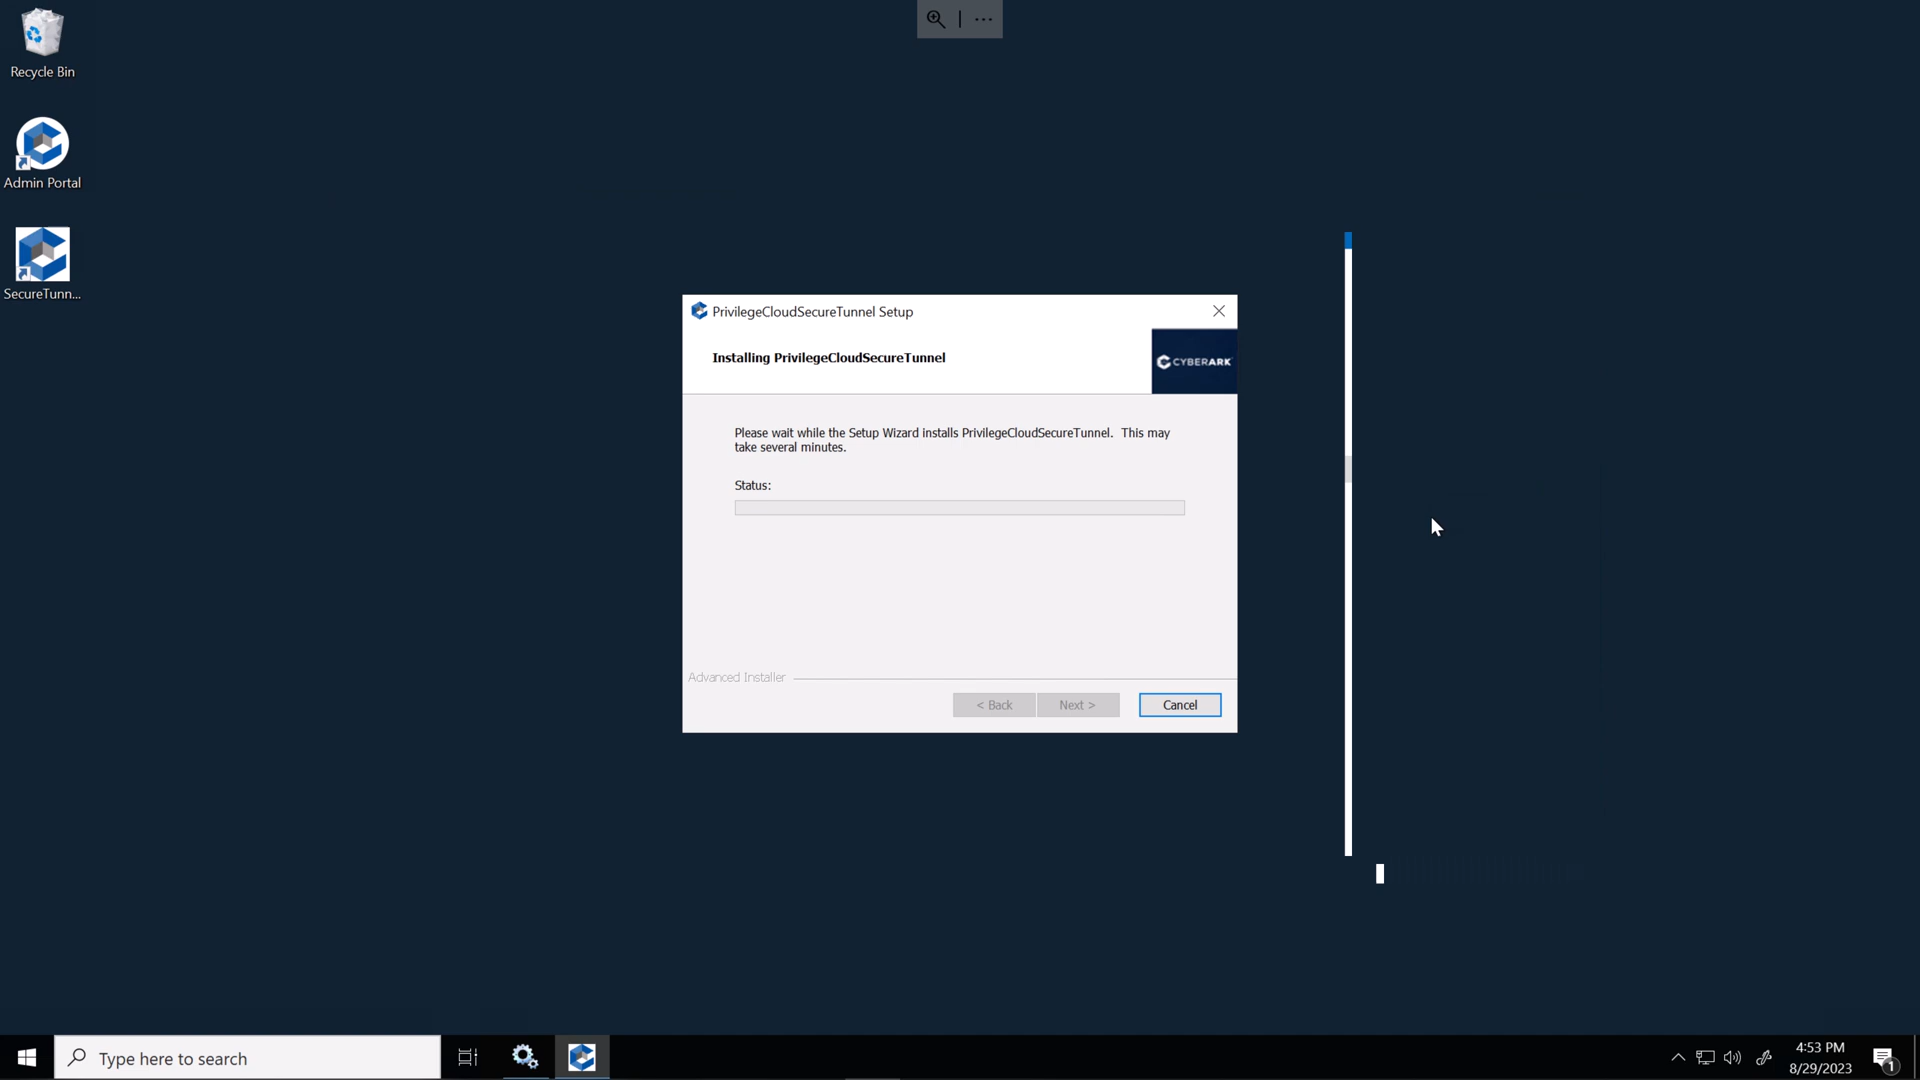 Recycle Bin
Admin Portal
SecureTunn...
PrivilegeCloudSecureTunnel Setup
Installing PrivilegeCloudSecureTunnel
CYBERARK
Please wait while the Setup Wizard installs PrivilegeCloudSecureTunnel. This may
take several minutes.
Status:
Advanced Installer
< Back
Next >
Cancel
Type here to search
4:53 PM
8/29/2023
1